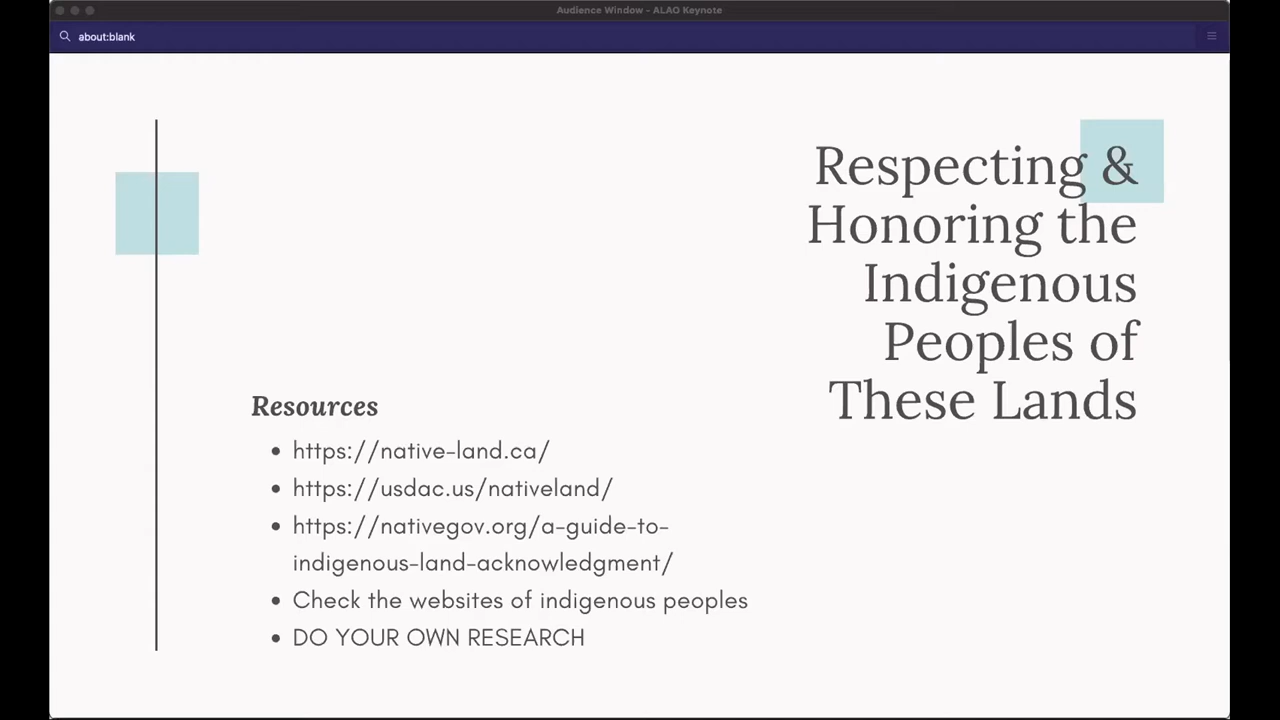 Audience Window - ALAO Keynote
about:blank
Respecting &
Honoring the
Indigenous
Peoples of
These Lands
Resources
• https://native-land.ca/
• https://usdac.us/nativeland/
• https://nativegov.org/a-guide-to-
indigenous-land-acknowledgment/
• Check the websites of indigenous peoples
• DO YOUR OWN RESEARCH